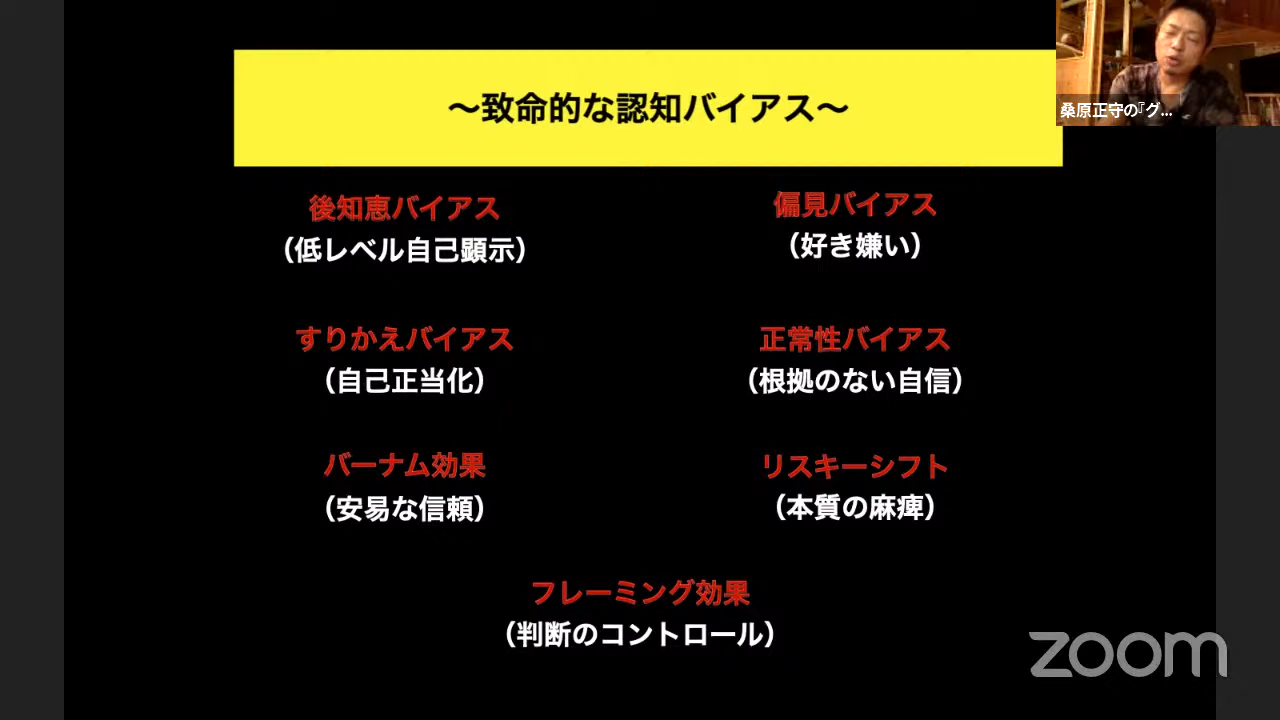 〜致命的な認知バイアス〜
桑原正守の『グ...
後知恵バイアス
（低レベル自己顕示）
偏見バイアス
（好き嫌い）
すりかえバイアス
（自己正当化）
正常性バイアス
（根拠のない自信）
バーナム効果
（安易な信頼）
リスキーシフト
（本質の麻痺）
フレーミング効果
（判断のコントロール）
zoom